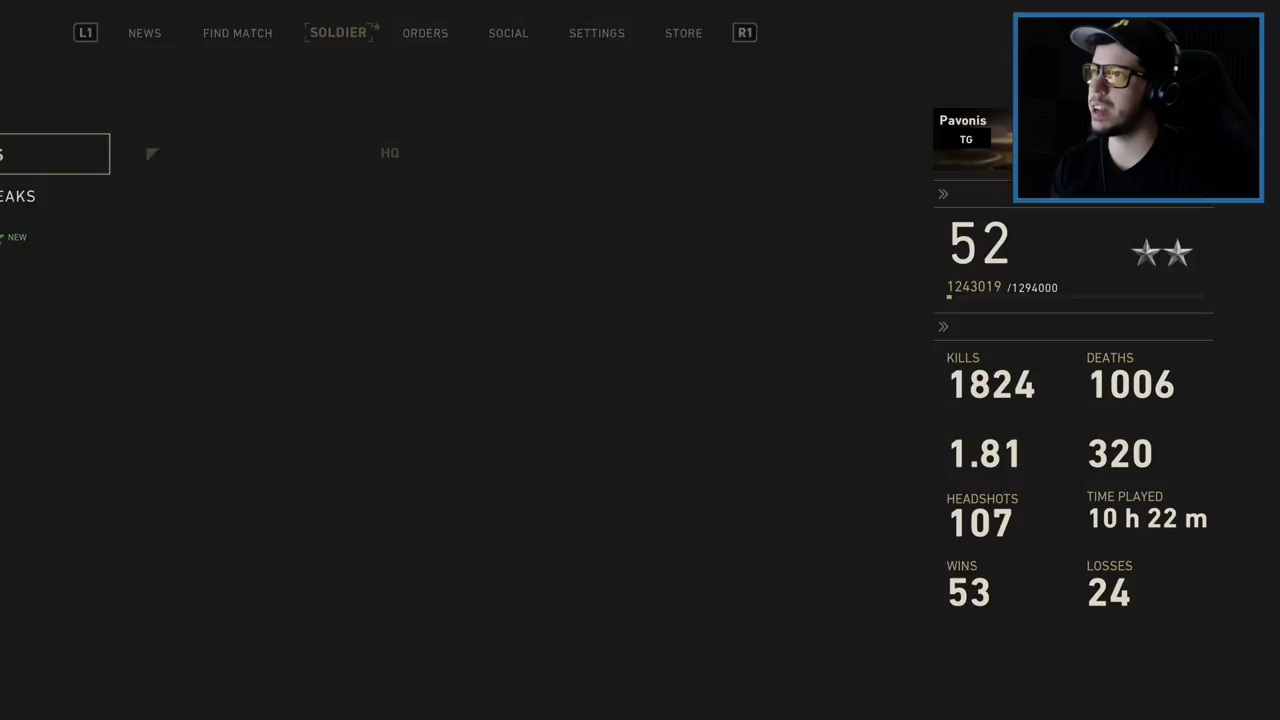 L1 NEWS FIND MATCH SOLDIER ORDERS SOCIAL SETTINGS STORE R1
Pavonis
TG
S
HQ
EAKS
NEW
52
1243019 /1294000
KILLS DEATHS
1824 1006
1.81 320
HEADSHOTS TIME PLAYED
107 10 h 22 m
WINS LOSSES
53 24